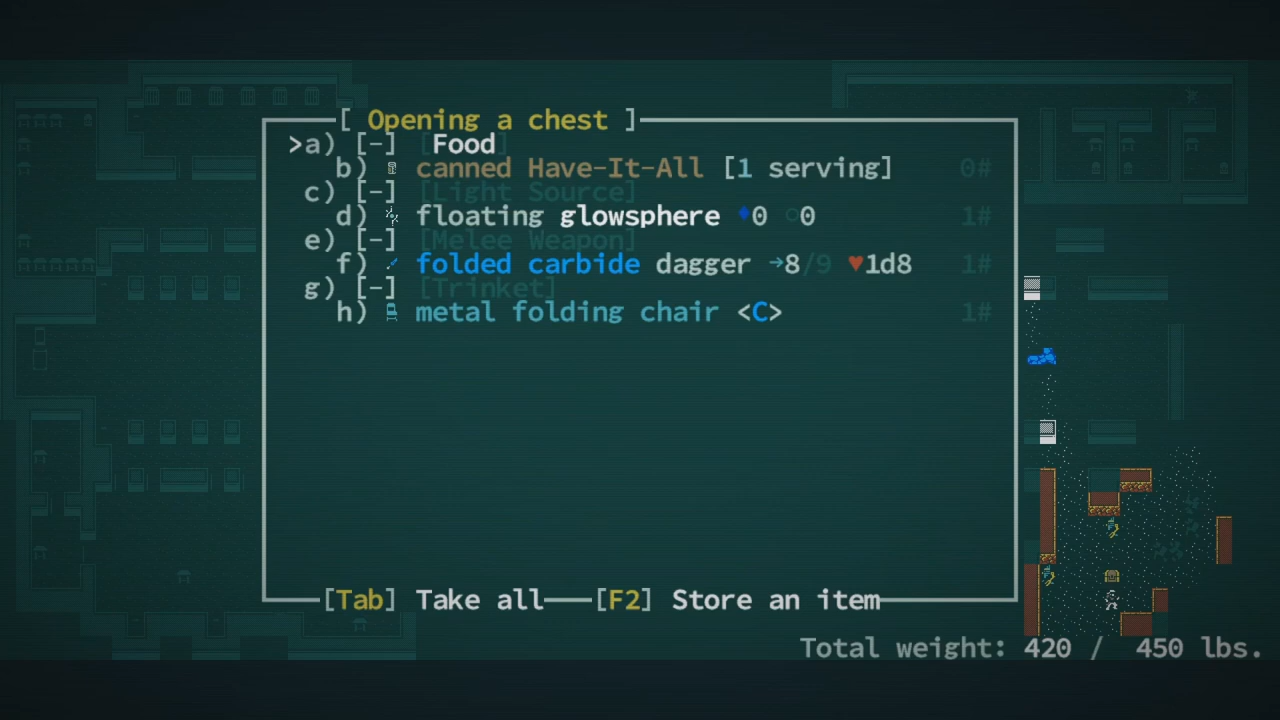 [ Opening a chest ]
>a) [-] [Food]
b) canned Have-It-All [1 serving] 0#
c) [-] [Light Source]
d) floating glowsphere ♦0 ○0 1#
e) [-] [Melee Weapon]
f) folded carbide dagger →8/9 ♥1d8 1#
g) [-] [Trinket]
h) metal folding chair <C> 1#
[Tab] Take all [F2] Store an item
Total weight: 420 / 450 lbs.